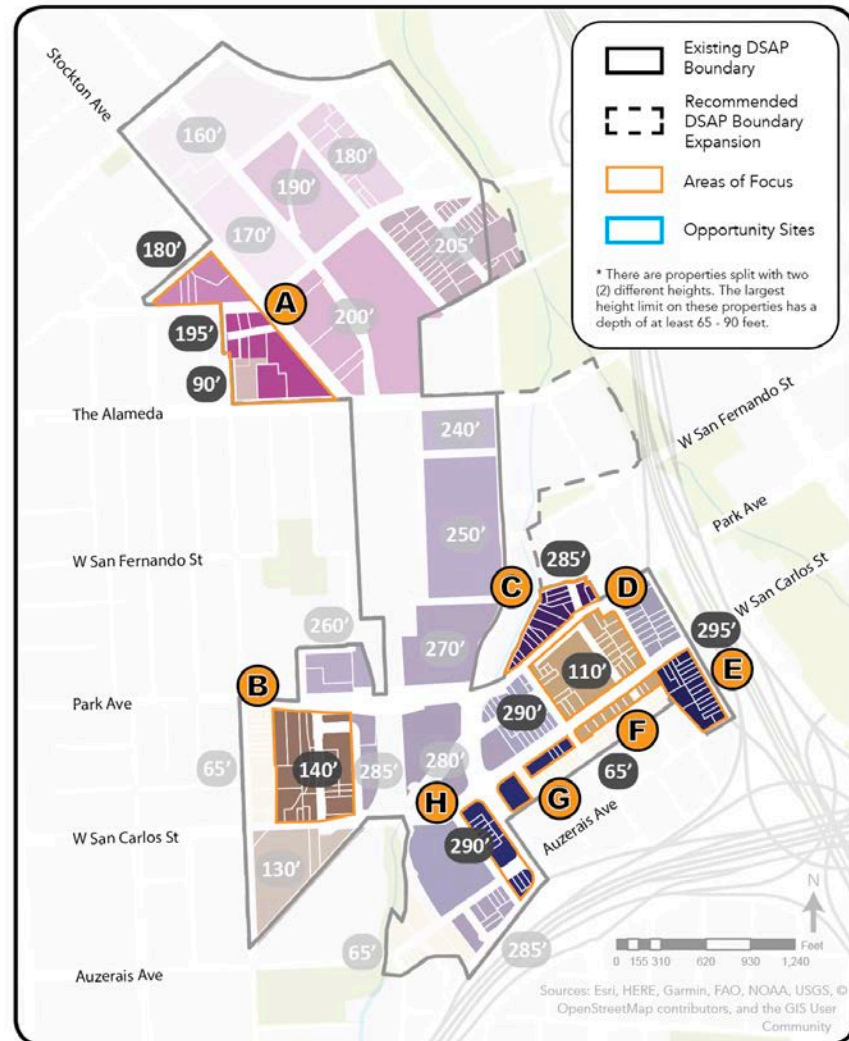 Existing DSAP
Boundary
Recommended
DSAP Boundary
Expansion
Areas of Focus
Opportunity Sites
* There are properties split with two
(2) different heights. The largest
height limit on these properties has a
depth of at least 65 - 90 feet.
Stockton Ave
160'
180'
190'
170'
205'
180'
A
200'
195'
90'
The Alameda
240'
W San Fernando St
Park Ave
250'
W San Carlos St
W San Fernando St
285'
C
D
260'
295'
270'
110'
E
B
Park Ave
290'
F
65'
140'
285'
280'
65'
H
G
W San Carlos St
Auzerais Ave
290'
130'
N
65'
285'
Feet
0 155 310 620 930 1,240
Auzerais Ave
Sources: Esri, HERE, Garmin, FAO, NOAA, USGS, ©
OpenStreetMap contributors, and the GIS User
Community